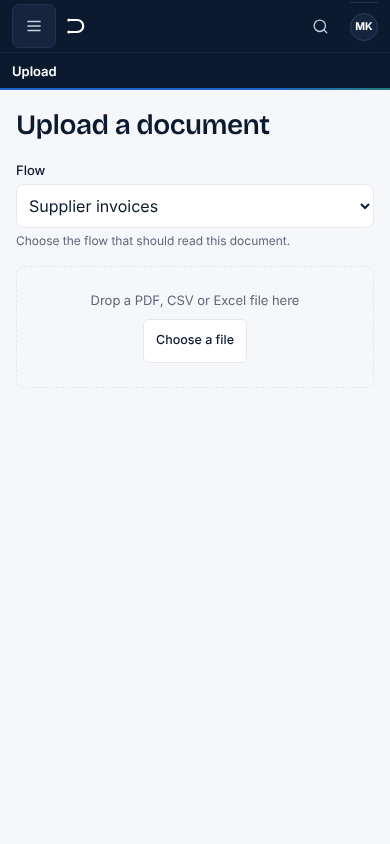 MK
Upload
Upload a document
Flow
Supplier invoices
Choose the flow that should read this document.
Drop a PDF, CSV or Excel file here
Choose a file